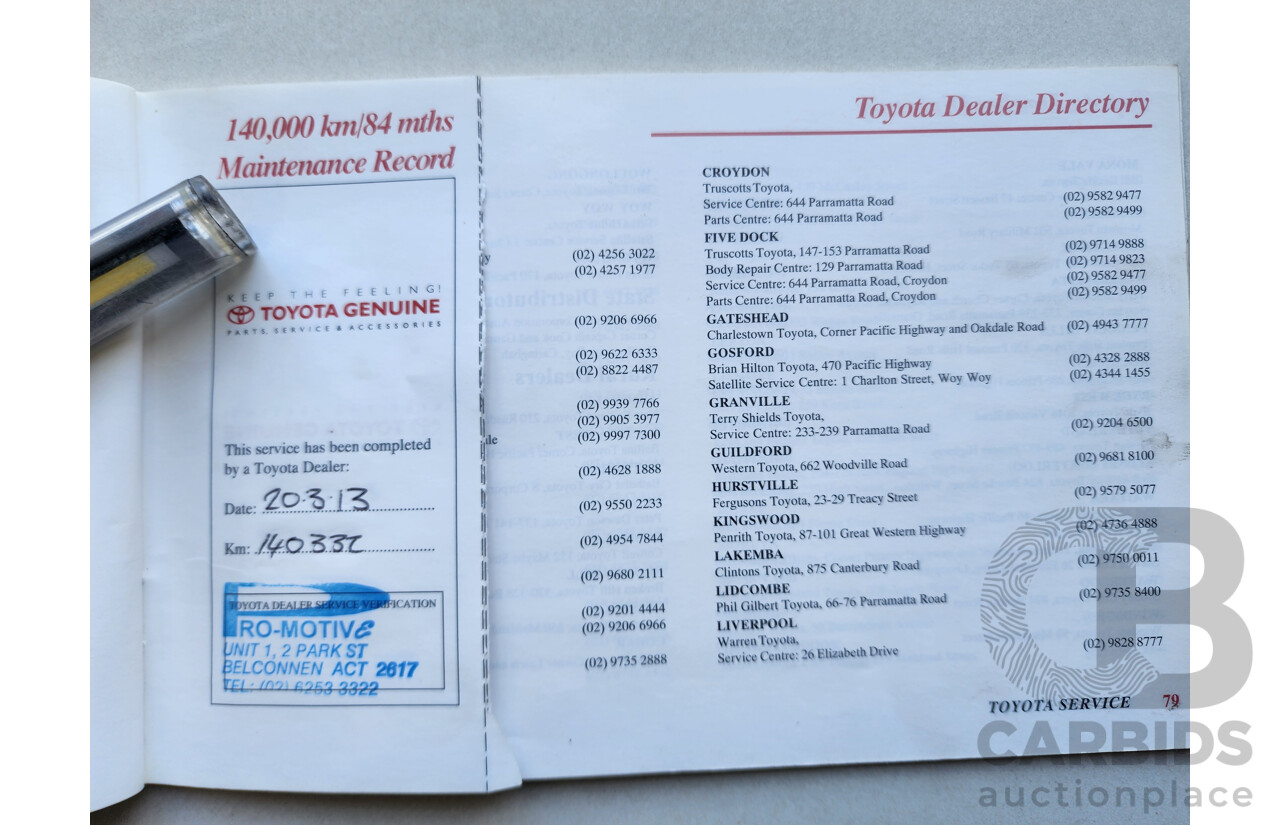 140,000 km/84 mths
Maintenance Record
KEEP THE FEELING!
TOYOTA GENUINE
PARTS, SERVICE & ACCESSORIES
This service has been completed
by a Toyota Dealer:
Date: 20.3.13
Km: 140332
TOYOTA DEALER SERVICE VERIFICATION
PRO-MOTIVE
UNIT 1, 2 PARK ST
BELCONNEN ACT 2617
TEL: (02) 6253 3322
(02) 4256 3022
(02) 4257 1977
(02) 9206 6966
(02) 9622 6333
(02) 8822 4487
(02) 9939 7766
(02) 9905 3977
(02) 9997 7300
(02) 4628 1888
(02) 9550 2233
(02) 4954 7844
(02) 9680 2111
(02) 9201 4444
(02) 9206 6966
(02) 9735 2888
Toyota Dealer Directory
CROYDON
Truscotts Toyota,
Service Centre: 644 Parramatta Road (02) 9582 9477
Parts Centre: 644 Parramatta Road (02) 9582 9499
FIVE DOCK
Truscotts Toyota, 147-153 Parramatta Road (02) 9714 9888
Body Repair Centre: 129 Parramatta Road (02) 9714 9823
Service Centre: 644 Parramatta Road, Croydon (02) 9582 9477
Parts Centre: 644 Parramatta Road, Croydon (02) 9582 9499
GATESHEAD
Charlestown Toyota, Corner Pacific Highway and Oakdale Road (02) 4943 7777
GOSFORD
Brian Hilton Toyota, 470 Pacific Highway (02) 4328 2888
Satellite Service Centre: 1 Charlton Street, Woy Woy (02) 4344 1455
GRANVILLE
Terry Shields Toyota,
Service Centre: 233-239 Parramatta Road (02) 9204 6500
GUILDFORD
Western Toyota, 662 Woodville Road (02) 9681 8100
HURSTVILLE
Fergusons Toyota, 23-29 Treacy Street (02) 9579 5077
KINGSWOOD
Penrith Toyota, 87-101 Great Western Highway (02) 4736 4888
LAKEMBA
Clintons Toyota, 875 Canterbury Road (02) 9750 0011
LIDCOMBE
Phil Gilbert Toyota, 66-76 Parramatta Road (02) 9735 8400
LIVERPOOL
Warren Toyota,
Service Centre: 26 Elizabeth Drive (02) 9828 8777
TOYOTA SERVICE 79
CB
CARBIDS
auctionplace